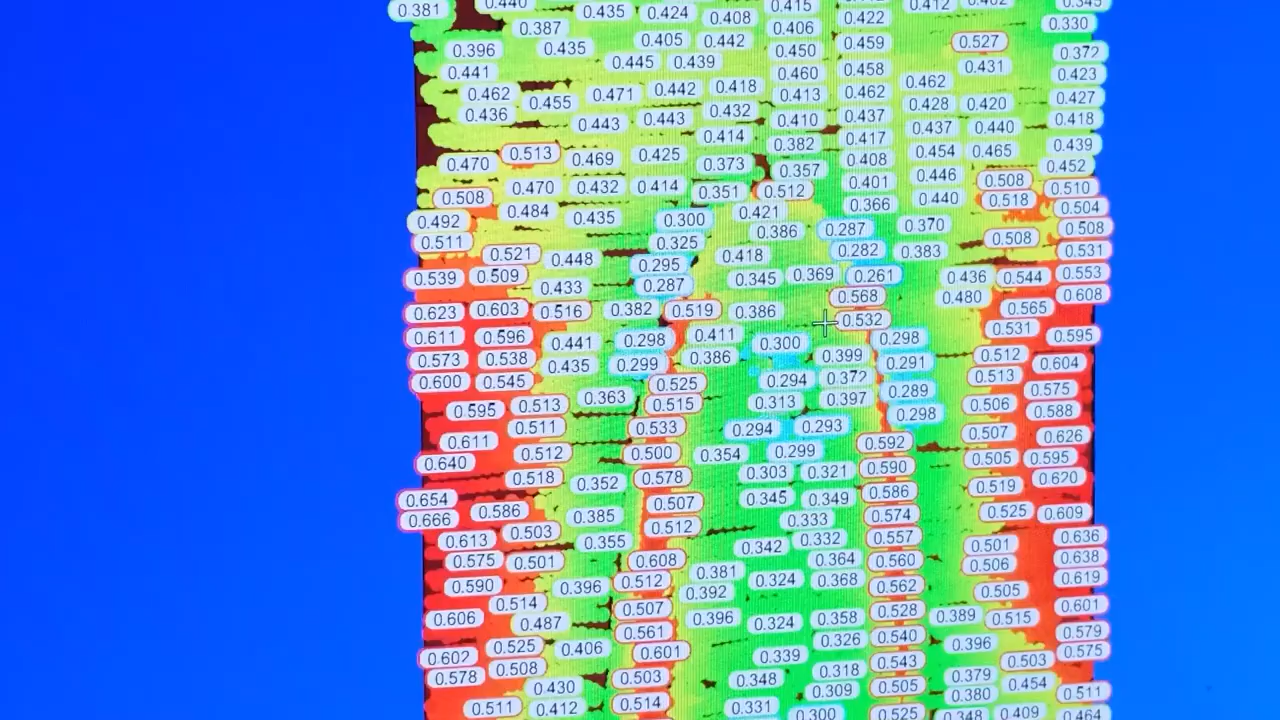 0.381 0.440 0.435 0.424 0.408 0.415 0.422 0.412 0.402 0.345
0.387 0.406 0.330
0.396 0.435 0.405 0.442 0.450 0.459 0.527 0.372
0.441 0.445 0.439 0.460 0.458 0.431 0.423
0.462 0.455 0.471 0.442 0.418 0.413 0.462 0.462 0.427
0.436 0.443 0.443 0.432 0.410 0.437 0.428 0.420 0.418
0.414 0.382 0.417 0.437 0.440 0.439
0.470 0.513 0.469 0.425 0.373 0.357 0.408 0.454 0.465 0.452
0.508 0.470 0.432 0.414 0.351 0.512 0.401 0.446 0.508 0.510
0.492 0.484 0.435 0.300 0.421 0.366 0.440 0.518 0.504
0.511 0.325 0.386 0.287 0.370 0.508 0.508
0.521 0.448 0.295 0.418 0.282 0.383 0.531
0.539 0.509 0.433 0.287 0.345 0.369 0.261 0.436 0.544 0.553
0.568 0.480 0.608
0.623 0.603 0.516 0.382 0.519 0.386 0.532 0.565
0.611 0.596 0.441 0.298 0.411 0.300 0.298 0.531 0.595
0.573 0.538 0.435 0.299 0.386 0.399 0.291 0.512 0.604
0.600 0.545 0.363 0.525 0.294 0.372 0.289 0.513 0.575
0.595 0.513 0.515 0.313 0.397 0.298 0.506 0.588
0.611 0.511 0.533 0.294 0.293 0.592 0.507 0.626
0.640 0.512 0.500 0.354 0.299 0.590 0.505 0.595
0.518 0.352 0.578 0.303 0.321 0.586 0.519 0.620
0.654 0.586 0.385 0.507 0.345 0.349 0.574 0.525 0.609
0.666 0.503 0.512 0.333
0.613 0.355 0.342 0.332 0.557 0.501 0.636
0.575 0.501 0.608 0.381 0.364 0.560 0.506 0.638
0.590 0.396 0.512 0.392 0.324 0.368 0.562 0.505 0.619
0.606 0.514 0.507 0.396 0.324 0.358 0.528 0.389 0.515 0.601
0.487 0.561 0.326 0.540 0.396 0.579
0.602 0.525 0.406 0.601 0.339 0.543 0.503 0.575
0.578 0.508 0.503 0.348 0.318 0.505 0.379 0.454
0.430 0.514 0.309 0.380 0.511
0.511 0.412 0.331 0.300 0.525 0.348 0.409 0.464